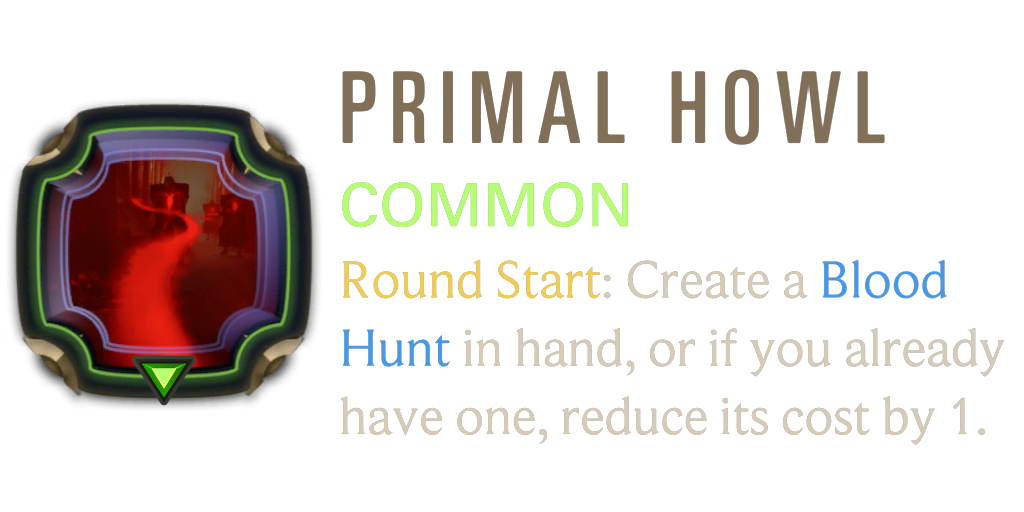 PRIMAL HOWL
COMMON
Round Start: Create a Blood
Hunt in hand, or if you already
have one, reduce its cost by 1.